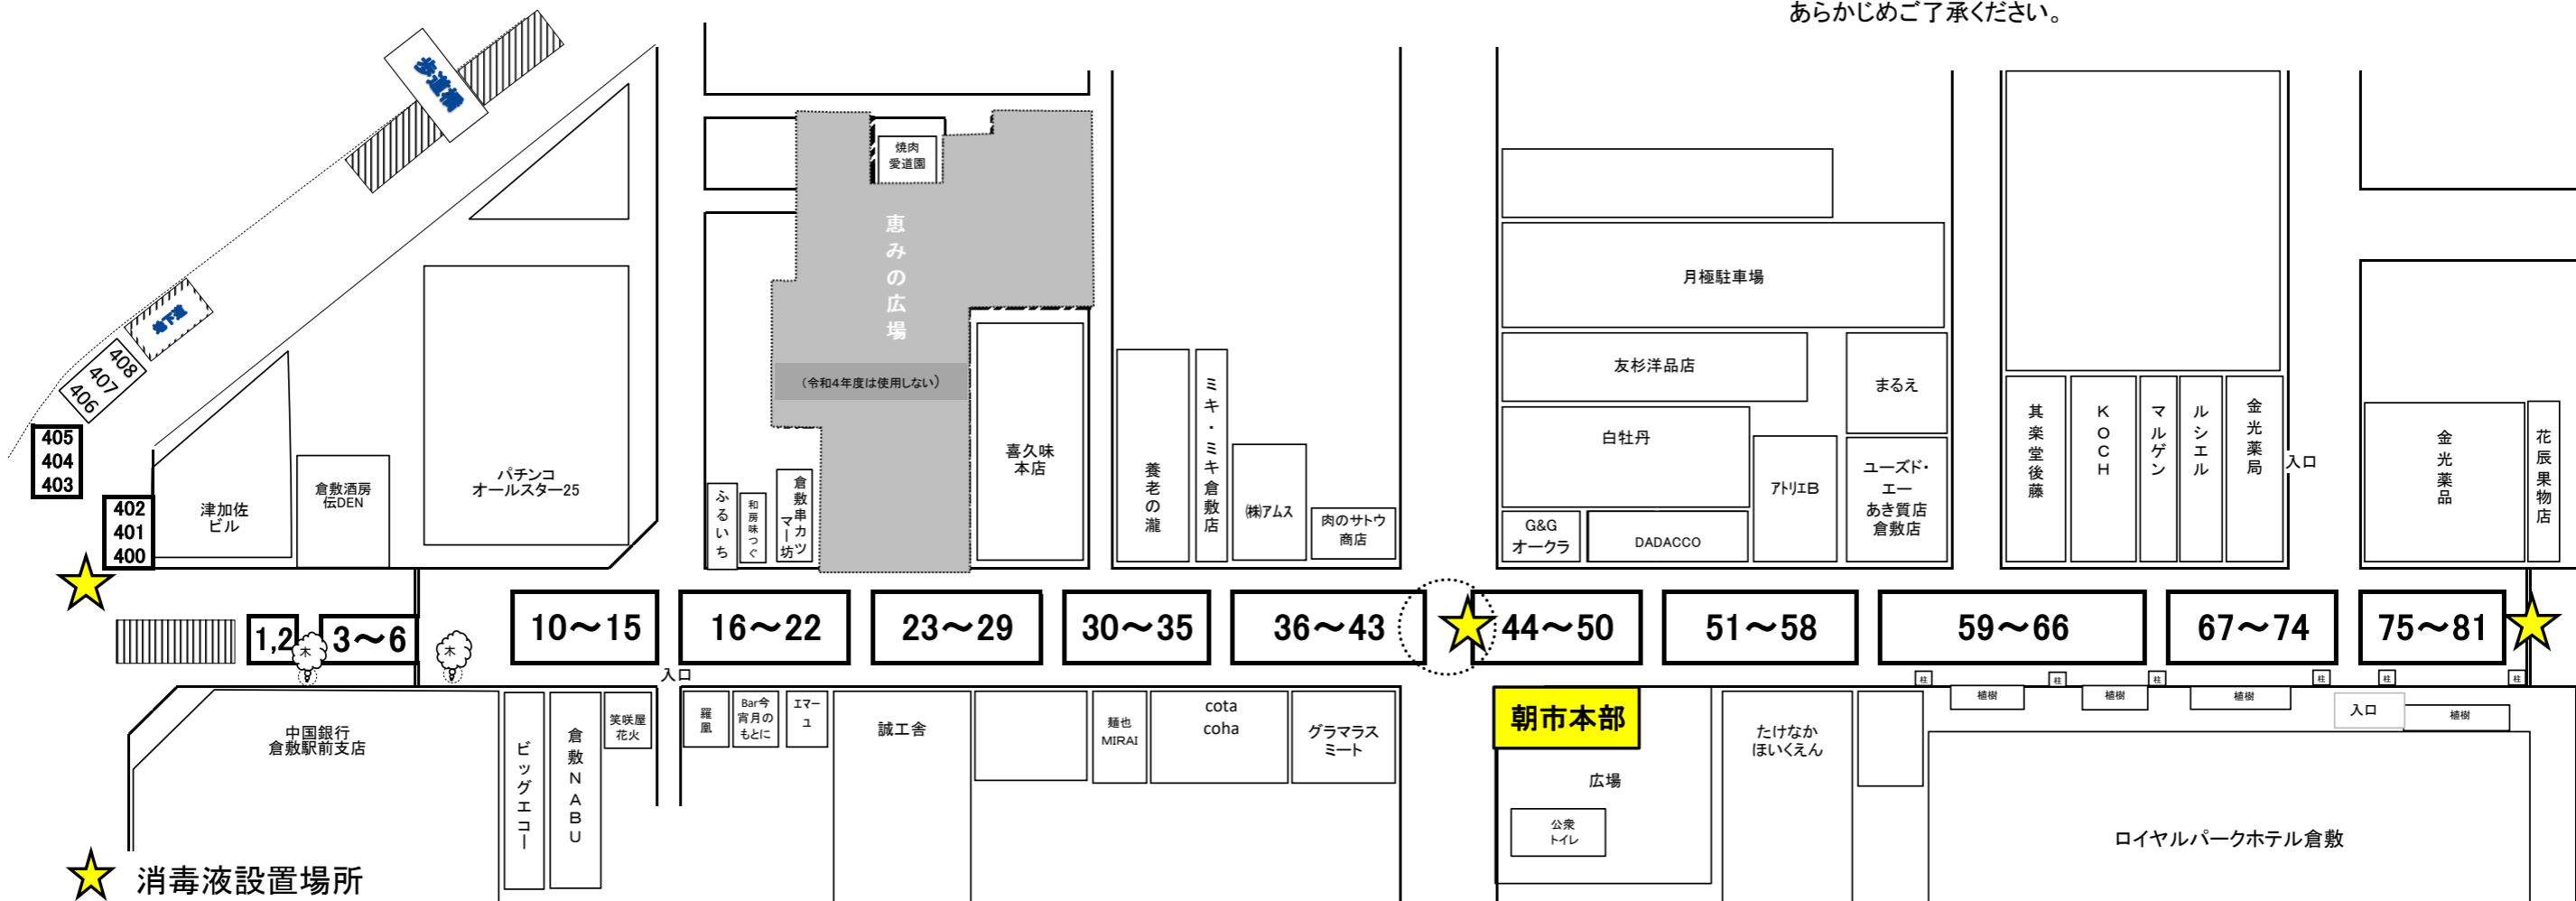 あらかじめご了承ください。
歩道橋
地下道
408
407
406
405
404
403
402
401
400
津加佐
ビル
倉敷酒房
伝DEN
パチンコ
オールスター25
焼肉
愛道園
恵みの広場
（令和４年度は使用しない）
ふるいち
和房味つぐ
倉敷串カツ
マー坊
喜久味
本店
養老の瀧
ミキ・ミキ倉敷店
㈱アムス
肉のサトウ
商店
月極駐車場
友杉洋品店
まるえ
白牡丹
アトリエB
ユーズド・
エー
あき質店
倉敷店
G&G
オークラ
DADACCO
其楽堂後藤
KOCH
マルゲン
ルシエル
金光薬局
入口
金光薬品
花辰果物店
1,2
木
3～6
木
10～15
16～22
23～29
30～35
36～43
44～50
51～58
59～66
67～74
75～81
入口
柱
柱
柱
柱
柱
柱
植樹
植樹
植樹
入口
植樹
中国銀行
倉敷駅前支店
ビッグエコー
倉敷NABU
笑咲屋
花火
羅凰
Bar今
宵月の
もとに
エマー
ユ
誠工舎
麺也
MIRAI
cota
coha
グラマラス
ミート
朝市本部
広場
公衆
トイレ
たけなか
ほいくえん
ロイヤルパークホテル倉敷
消毒液設置場所